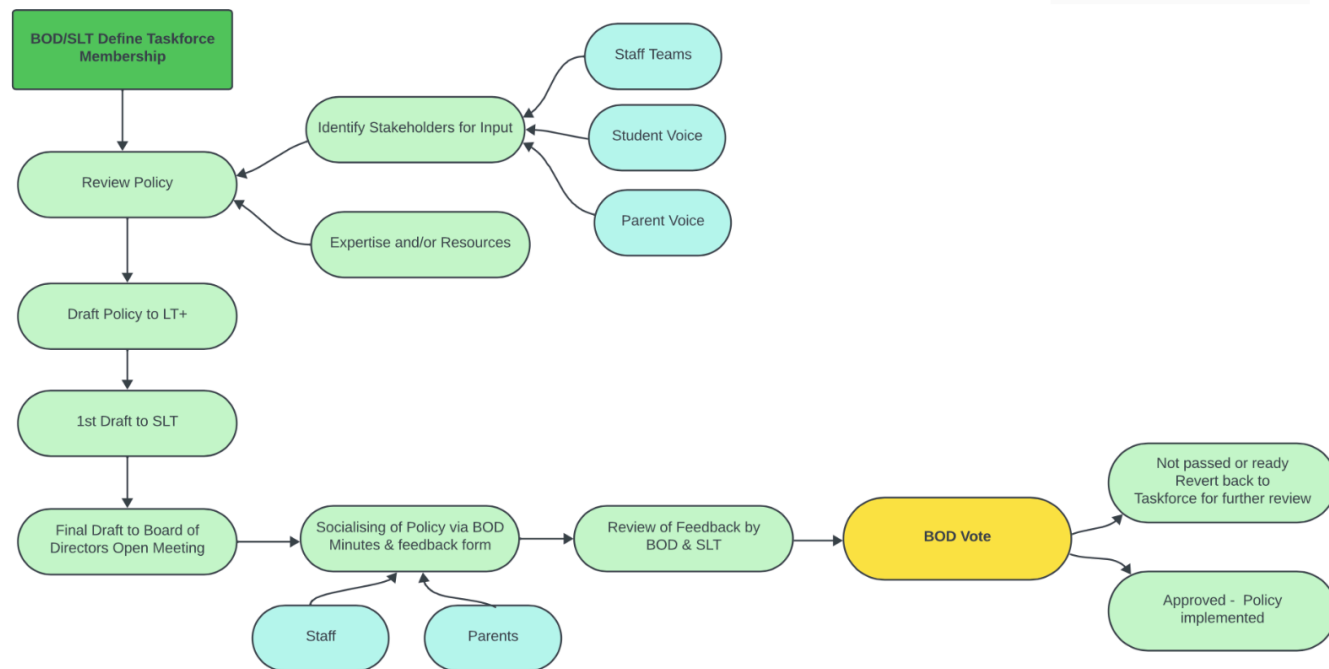 BOD/SLT Define Taskforce
Membership
Staff Teams
Identify Stakeholders for Input
Student Voice
Review Policy
Parent Voice
Expertise and/or Resources
Draft Policy to LT+
1st Draft to SLT
Final Draft to Board of
Directors Open Meeting
Socialising of Policy via BOD
Minutes & feedback form
Review of Feedback by
BOD & SLT
BOD Vote
Not passed or ready
Revert back to
Taskforce for further review
Approved - Policy
implemented
Staff
Parents